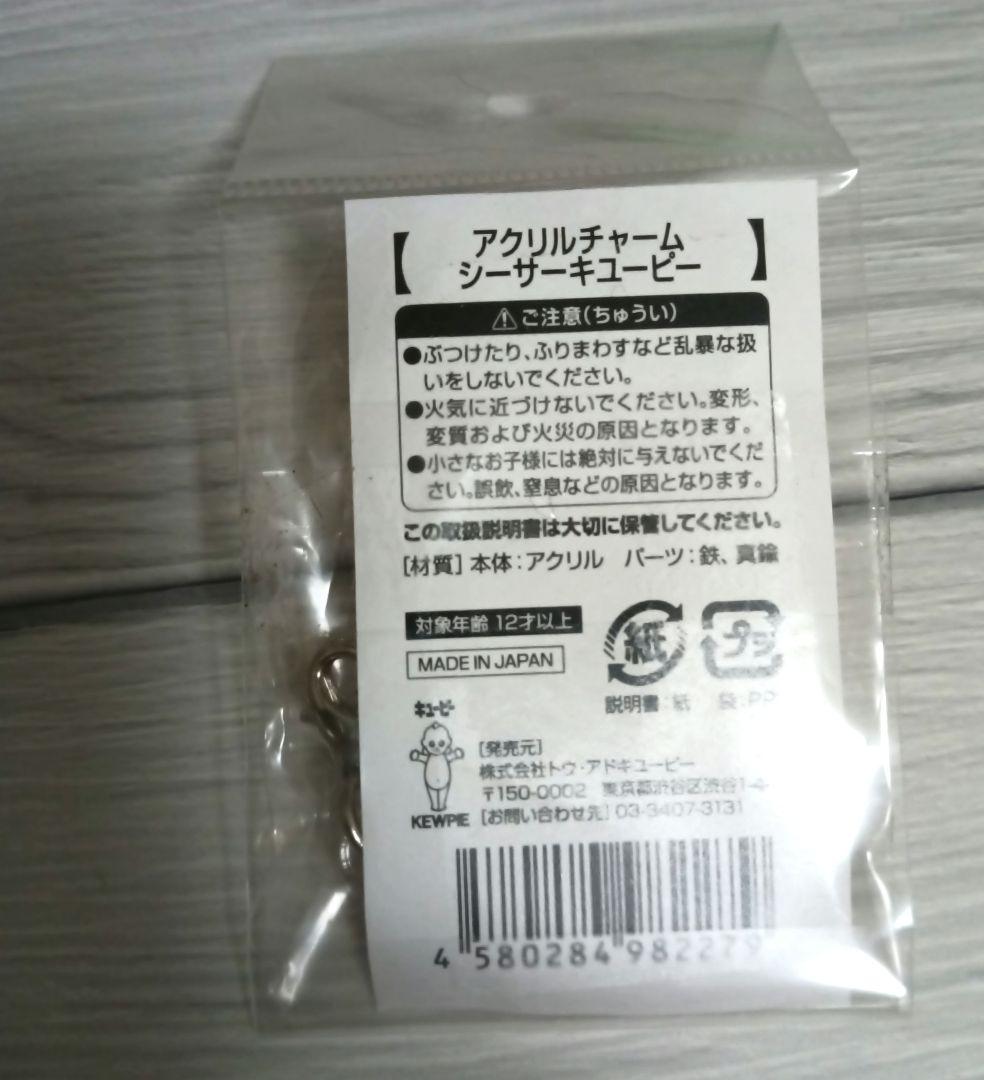 【アクリルチャーム
シーサーキユーピー】
⚠ご注意(ちゅうい)
●ぶつけたり、ふりまわすなど乱暴な扱
いをしないでください。
●火気に近づけないでください。変形、
変質および火災の原因となります。
●小さなお子様には絶対に与えないでくだ
さい。誤飲、窒息などの原因となります。
この取扱説明書は大切に保管してください。
[材質] 本体:アクリル パーツ:鉄、真鍮
対象年齢 12才以上
MADE IN JAPAN
紙 プラ
説明書:紙 袋:PP
キューピー
KEWPIE
[発売元]
株式会社トウ・アドキユーピー
〒150-0002 東京都渋谷区渋谷1-4-
[お問い合わせ先] 03-3407-3131
4 580284 982279